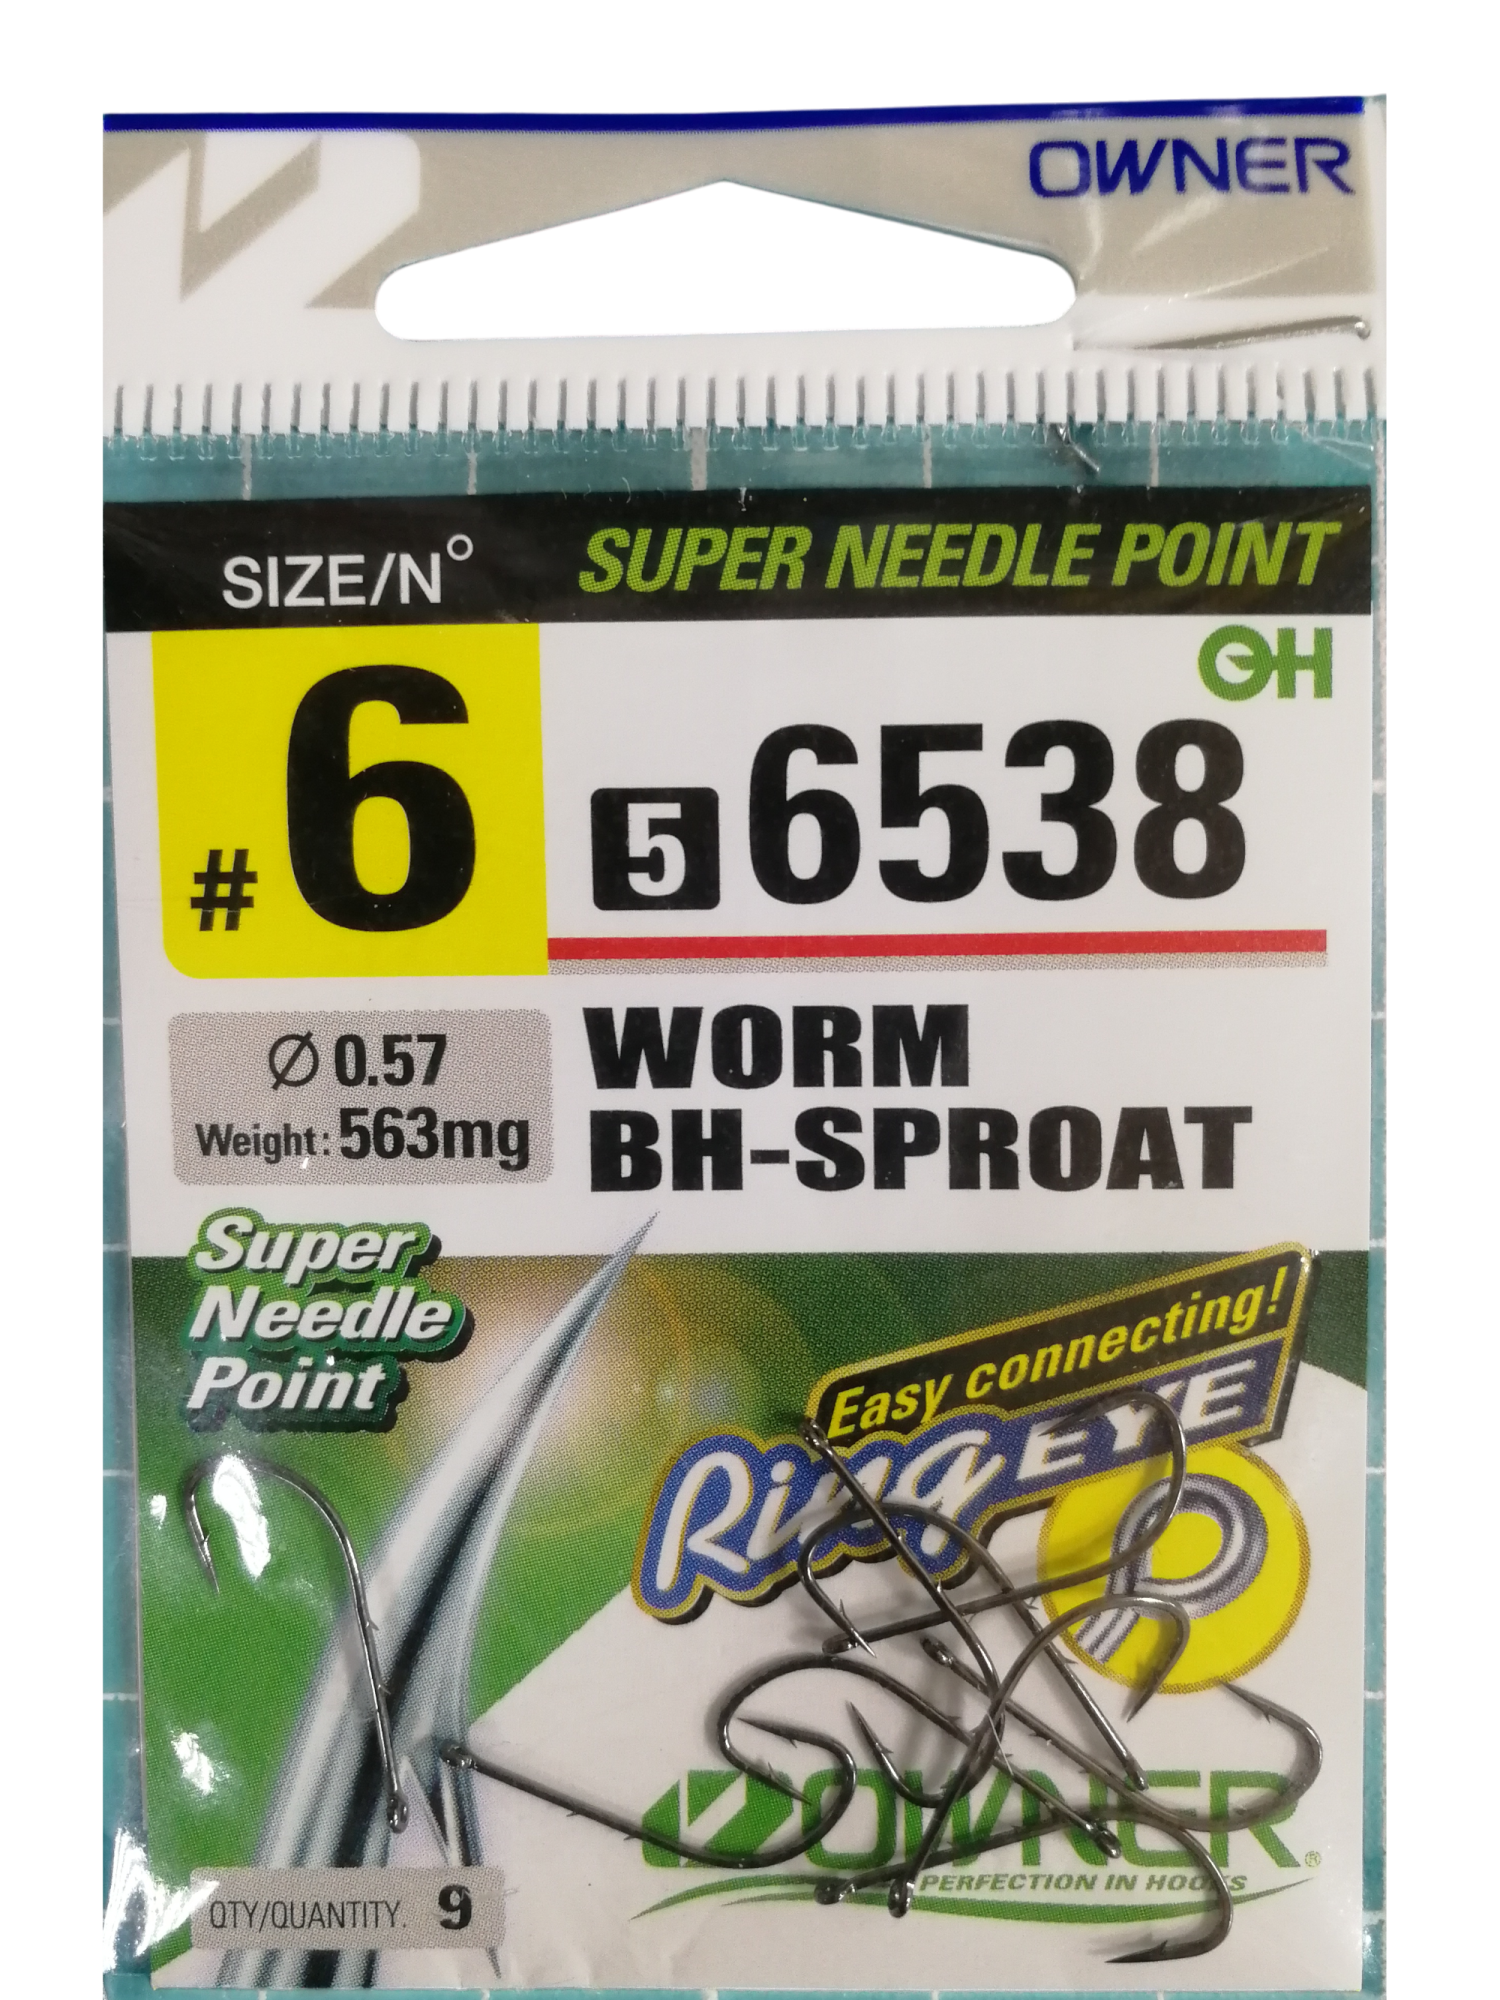 OWNER
SIZE/N° SUPER NEEDLE POINT
OH
#6 5 6538
Ø 0.57
Weight: 563mg
WORM
BH-SPROAT
Super
Needle
Point
Easy connecting!
Ring EYE
OWNER®
PERFECTION IN HOOKS
QTY/QUANTITY. 9